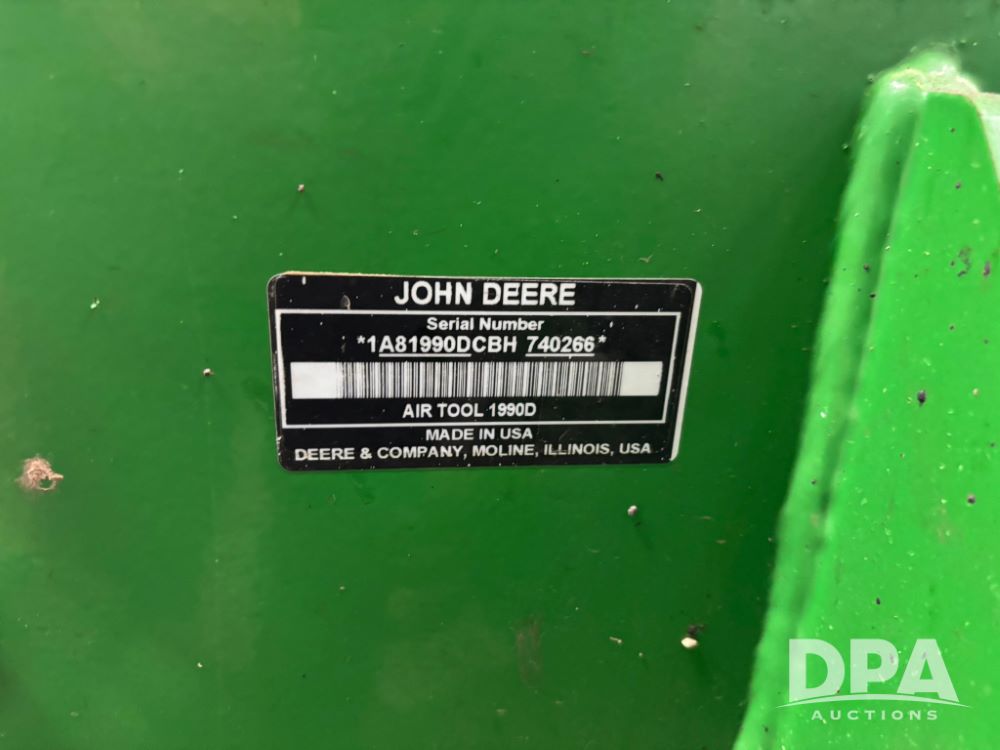 JOHN DEERE
Serial Number
*1A81990DCBH 740266*
AIR TOOL 1990D
MADE IN USA
DEERE & COMPANY, MOLINE, ILLINOIS, USA
DPA
AUCTIONS